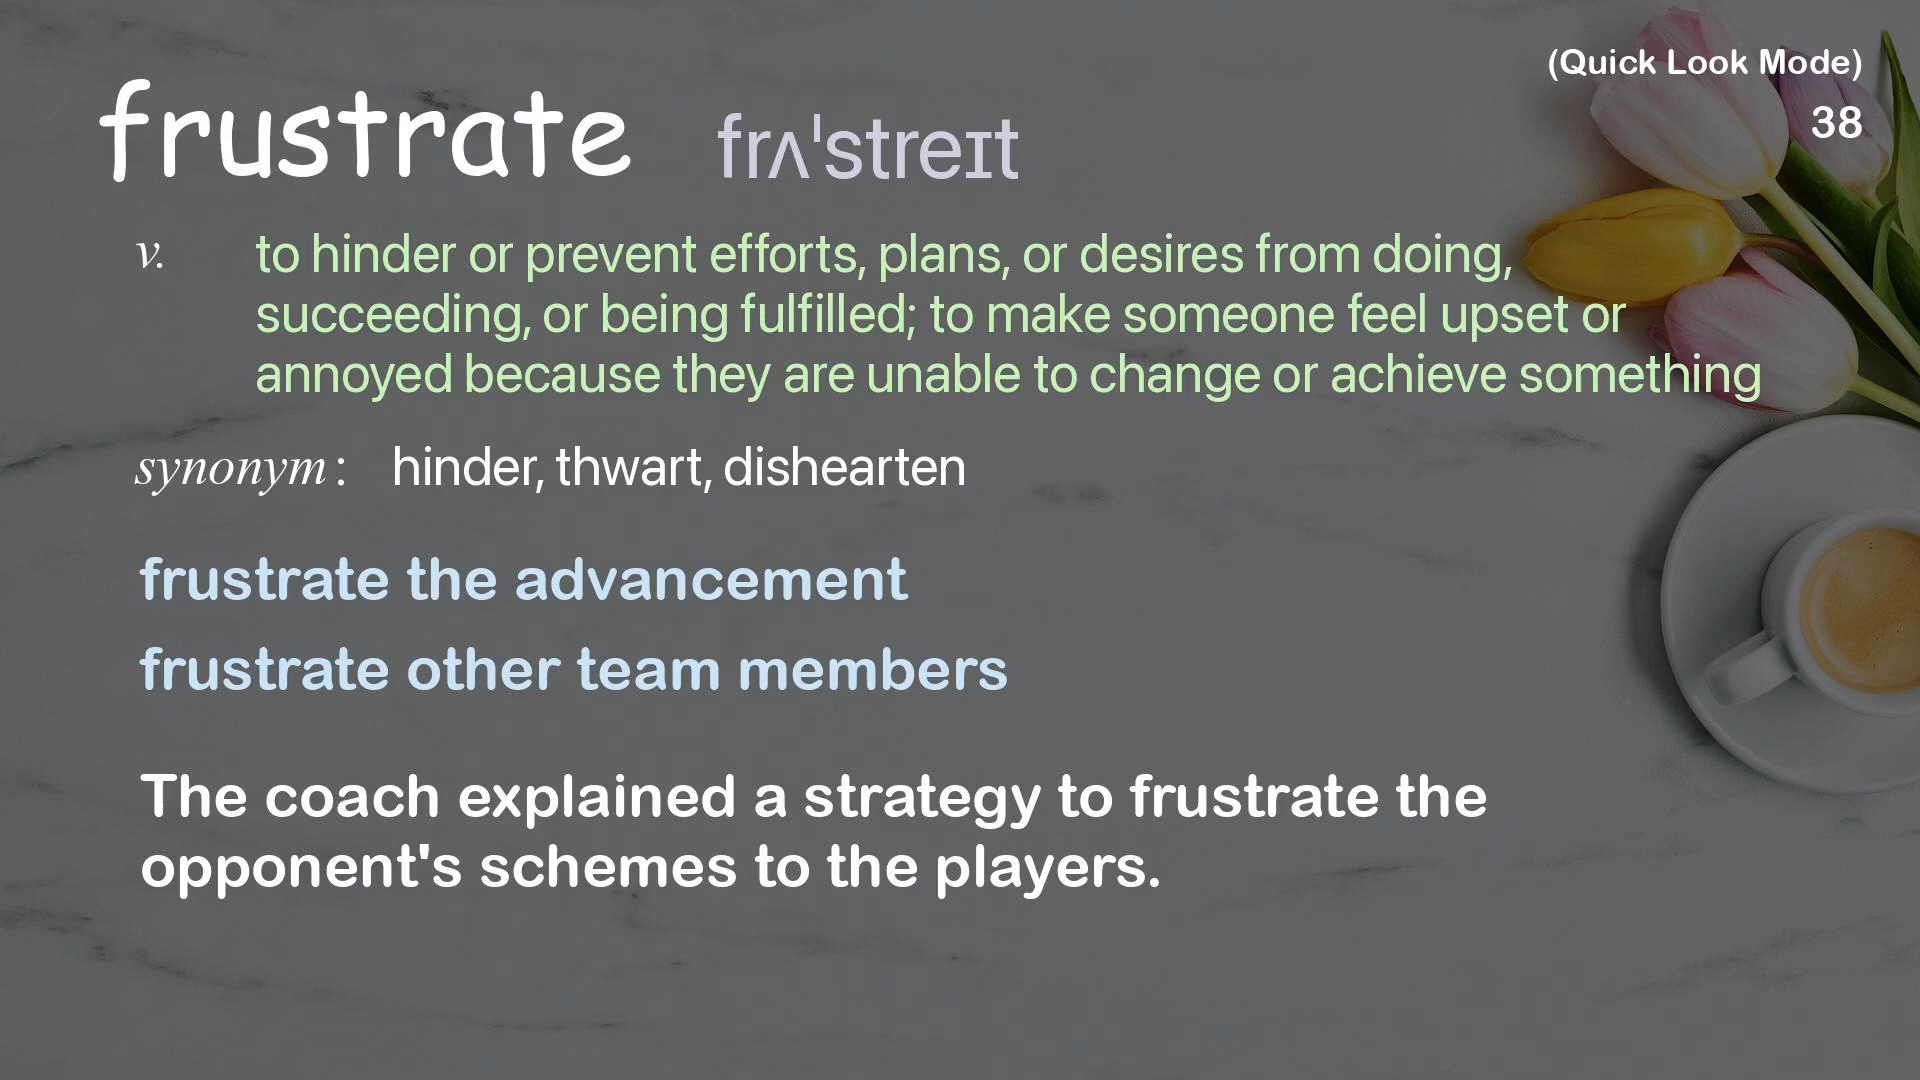 (Quick Look Mode)
38
frustrate frʌˈstreɪt
v. to hinder or prevent efforts, plans, or desires from doing,
succeeding, or being fulfilled; to make someone feel upset or
annoyed because they are unable to change or achieve something
synonym: hinder, thwart, dishearten
frustrate the advancement
frustrate other team members
The coach explained a strategy to frustrate the
opponent's schemes to the players.